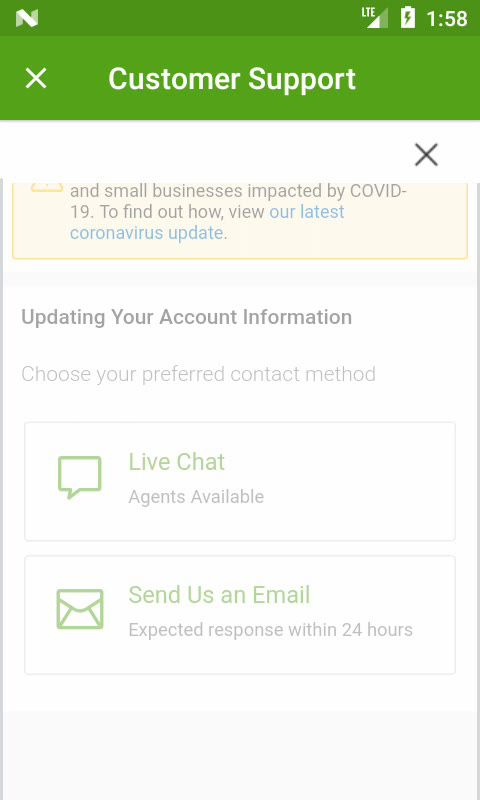 LTE 1:58
Customer Support
and small businesses impacted by COVID-
19. To find out how, view our latest
coronavirus update.
Updating Your Account Information
Choose your preferred contact method
Live Chat
Agents Available
Send Us an Email
Expected response within 24 hours